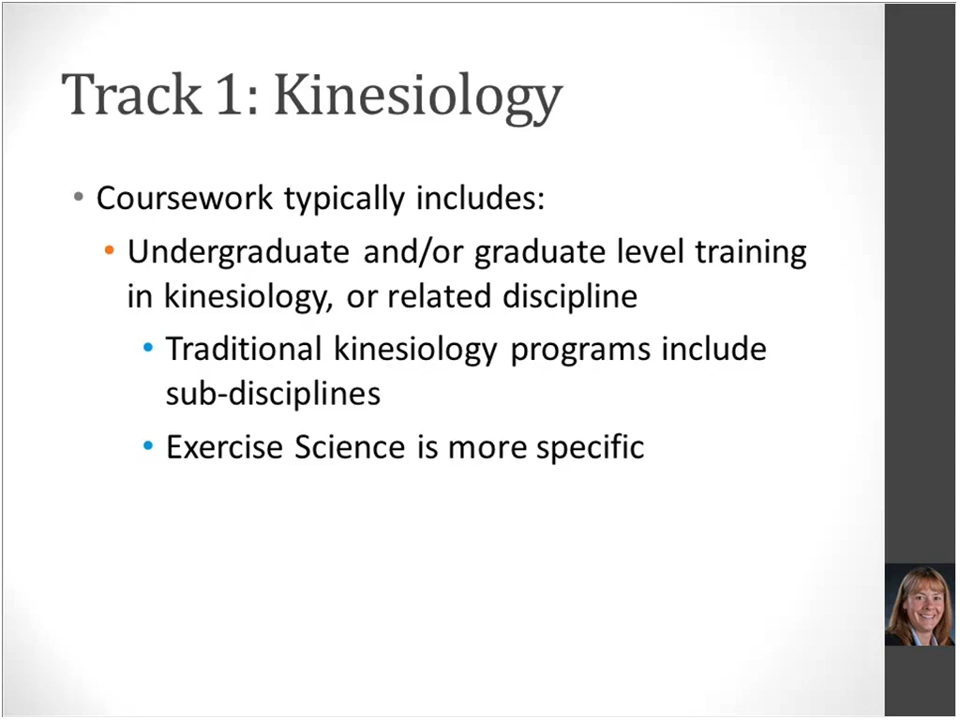 Track 1: Kinesiology
• Coursework typically includes:
• Undergraduate and/or graduate level training
in kinesiology, or related discipline
• Traditional kinesiology programs include
sub-disciplines
• Exercise Science is more specific